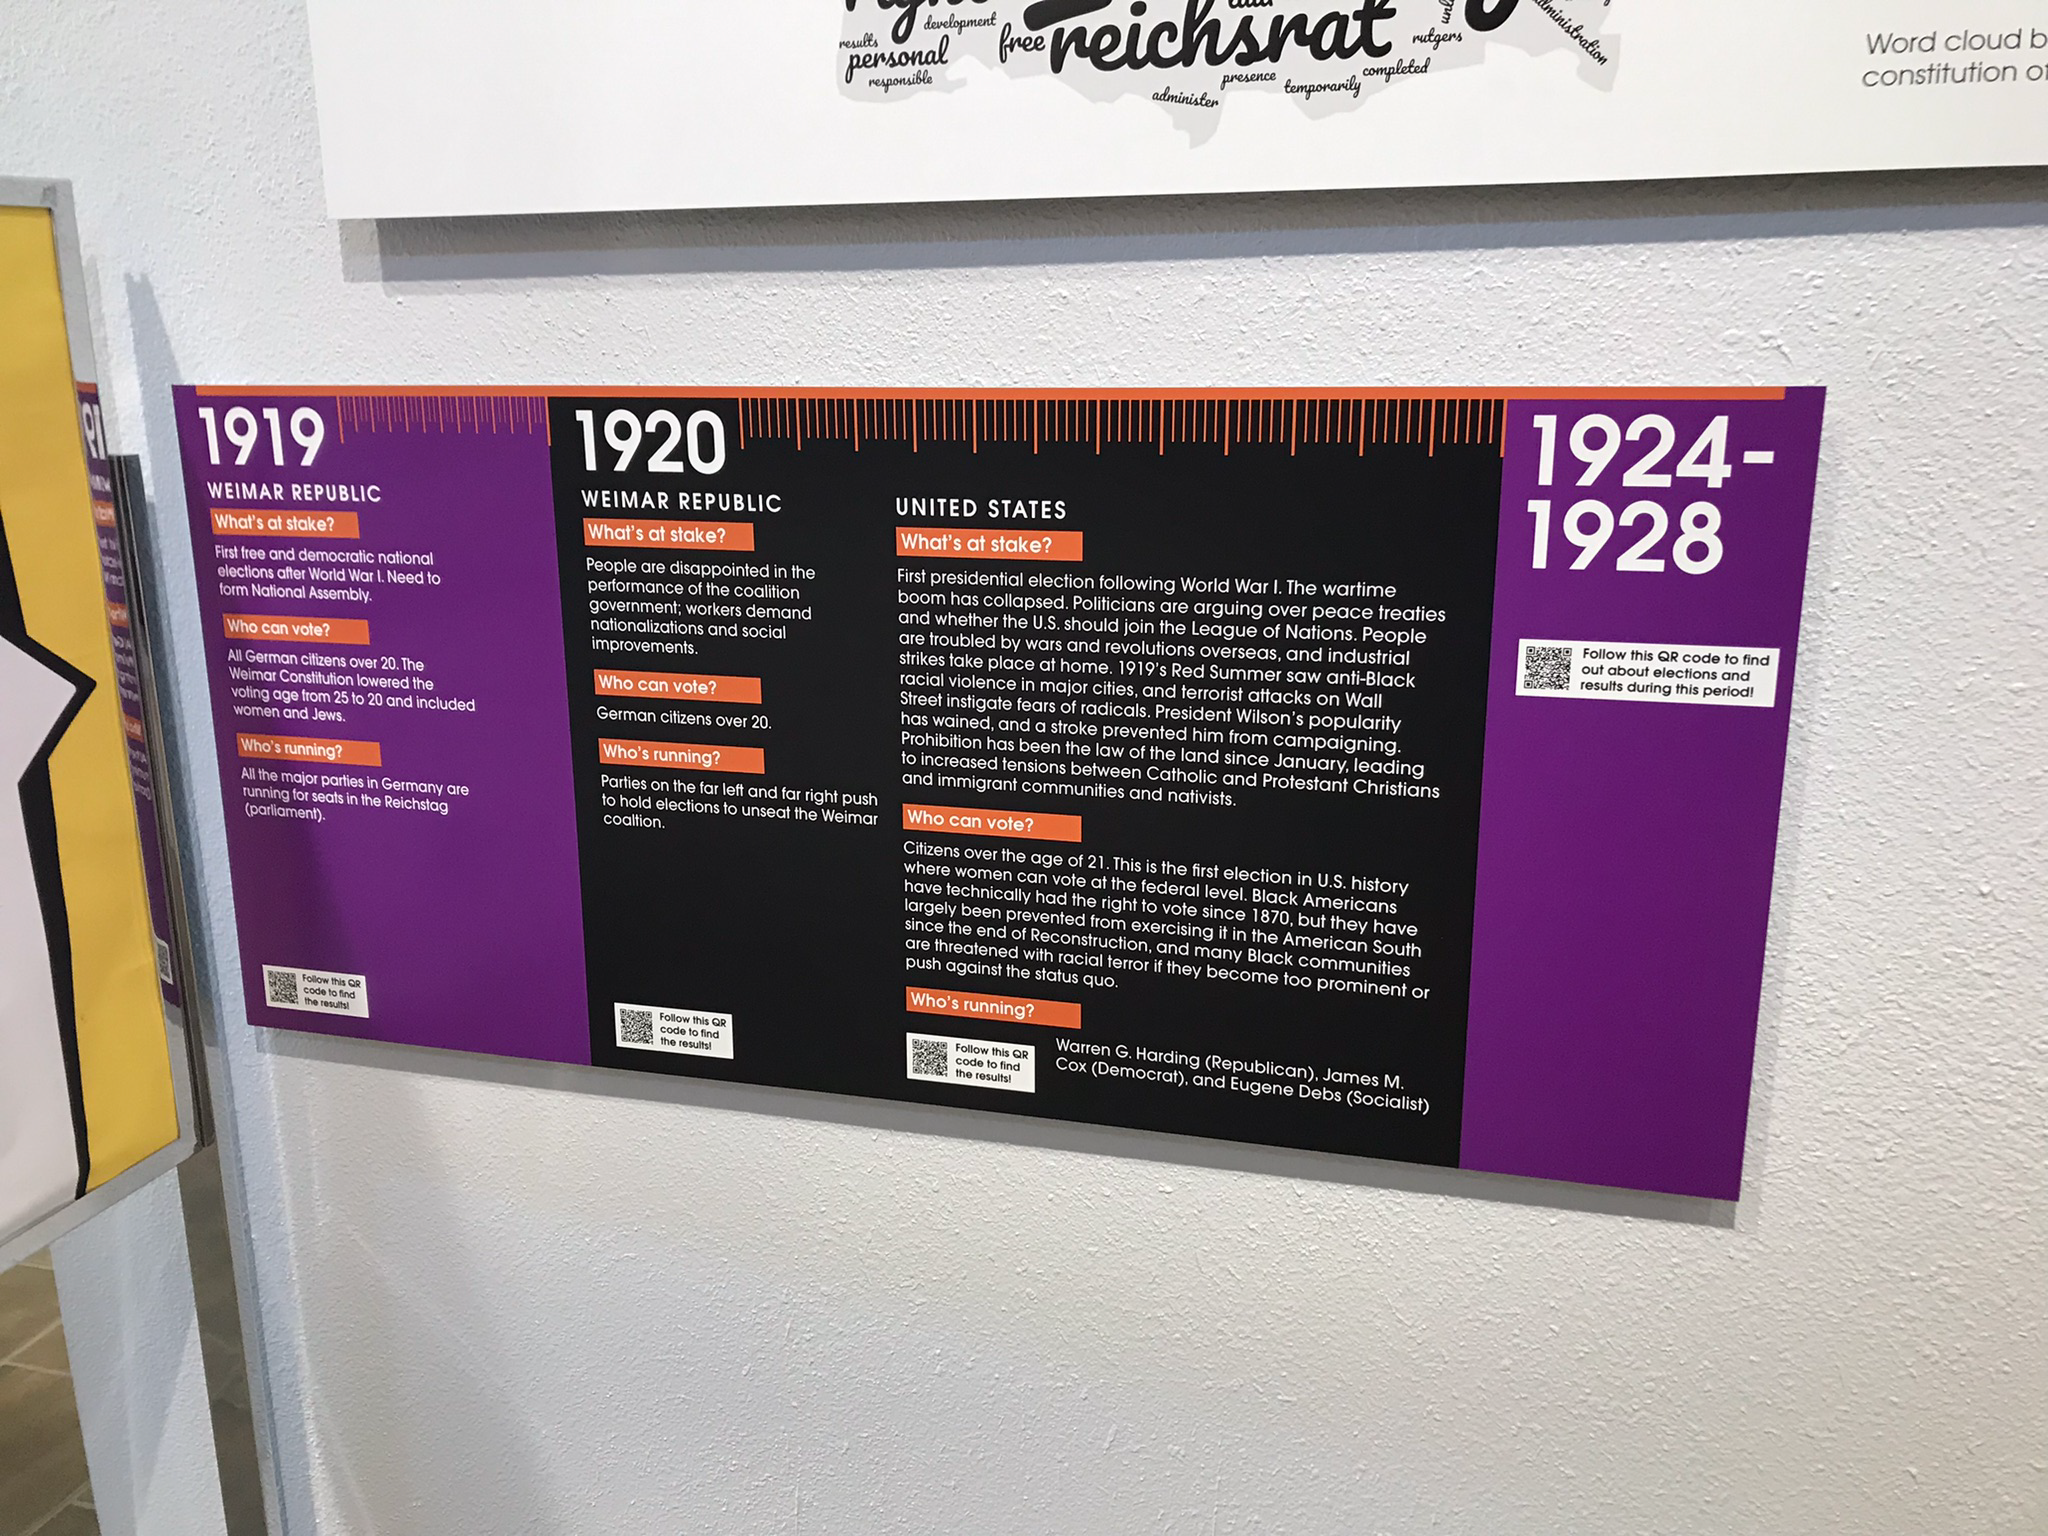 results
development
personal
responsible
free
reichsrat
rutgers
administration
presence
completed
temporarily
administer
Word cloud b
constitution of
1919
WEIMAR REPUBLIC
What's at stake?
First free and democratic national
elections after World War I. Need to
form National Assembly.
Who can vote?
All German citizens over 20. The
Weimar Constitution lowered the
voting age from 25 to 20 and included
women and Jews.
Who's running?
All the major parties in Germany are
running for seats in the Reichstag
(parliament).
Follow this QR
code to find
the results!
1920
WEIMAR REPUBLIC
What's at stake?
People are disappointed in the
performance of the coalition
government; workers demand
nationalizations and social
improvements.
Who can vote?
German citizens over 20.
Who's running?
Parties on the far left and far right push
to hold elections to unseat the Weimar
coaltion.
Follow this QR
code to find
the results!
UNITED STATES
What's at stake?
First presidential election following World War I. The wartime
boom has collapsed. Politicians are arguing over peace treaties
and whether the U.S. should join the League of Nations. People
are troubled by wars and revolutions overseas, and industrial
strikes take place at home. 1919's Red Summer saw anti-Black
racial violence in major cities, and terrorist attacks on Wall
Street instigate fears of radicals. President Wilson's popularity
has wained, and a stroke prevented him from campaigning.
Prohibition has been the law of the land since January, leading
to increased tensions between Catholic and Protestant Christians
and immigrant communities and nativists.
Who can vote?
Citizens over the age of 21. This is the first election in U.S. history
where women can vote at the federal level. Black Americans
have technically had the right to vote since 1870, but they have
largely been prevented from exercising it in the American South
since the end of Reconstruction, and many Black communities
are threatened with racial terror if they become too prominent or
push against the status quo.
Who's running?
Follow this QR
code to find
the results!
Warren G. Harding (Republican), James M.
Cox (Democrat), and Eugene Debs (Socialist)
1924-
1928
Follow this QR code to find
out about elections and
results during this period!